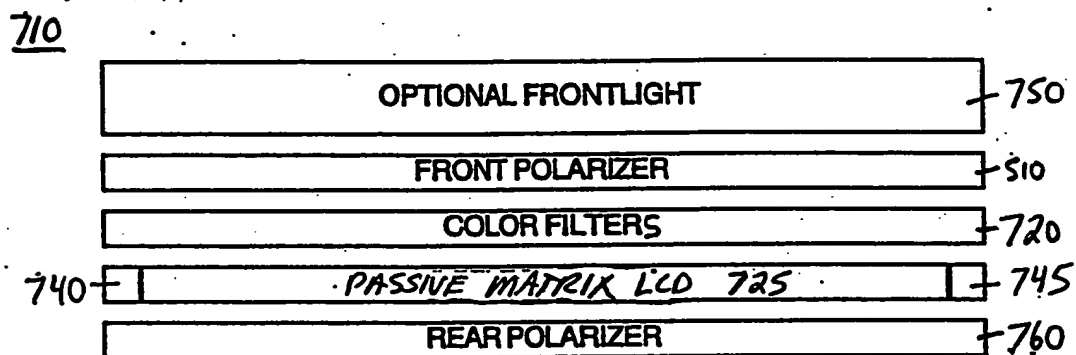 710
OPTIONAL FRONTLIGHT 750
FRONT POLARIZER 510
COLOR FILTERS 720
740 PASSIVE MATRIX LCD 725 745
REAR POLARIZER 760